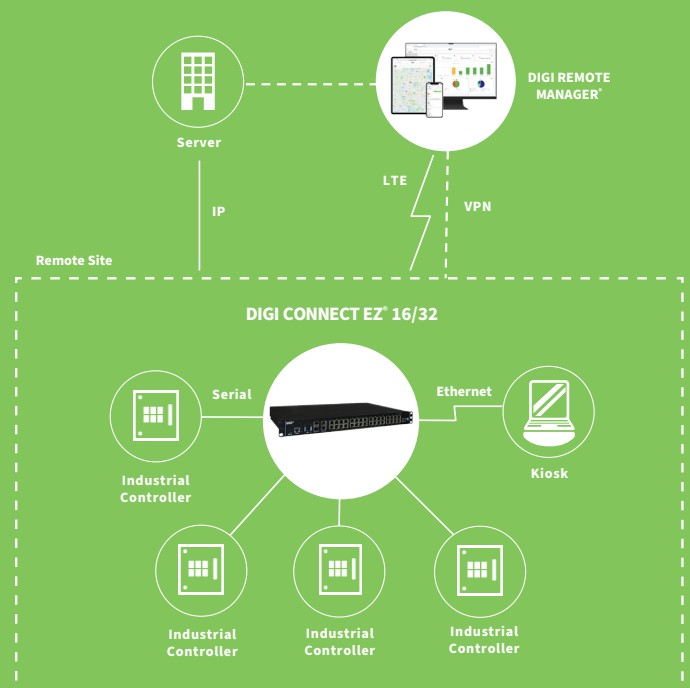 DIGI REMOTE
MANAGER®
Server
LTE
IP
VPN
Remote Site
DIGI CONNECT EZ® 16/32
Serial
Ethernet
Industrial
Controller
Kiosk
Industrial
Controller
Industrial
Controller
Industrial
Controller